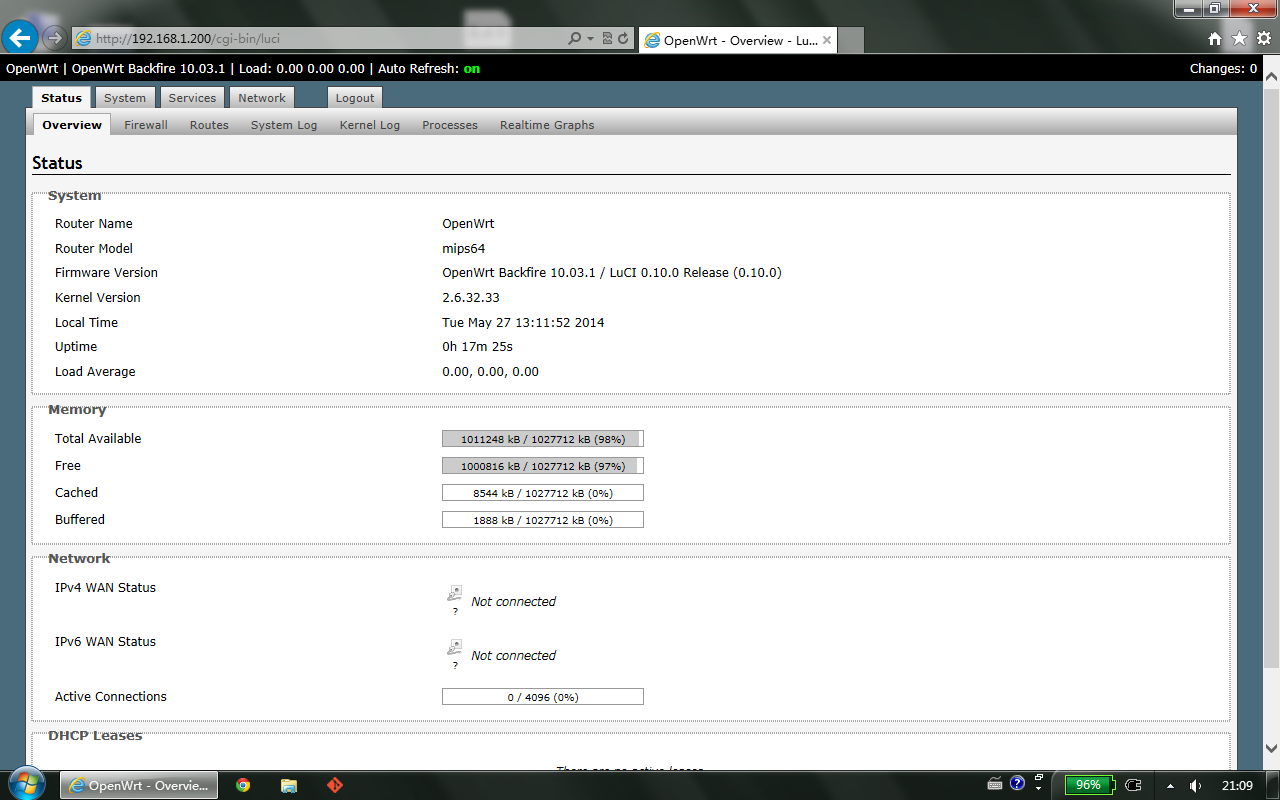 http://192.168.1.200/cgi-bin/luci
OpenWrt - Overview - Lu...
OpenWrt | OpenWrt Backfire 10.03.1 | Load: 0.00 0.00 0.00 | Auto Refresh: on Changes: 0
Status System Services Network Logout
Overview Firewall Routes System Log Kernel Log Processes Realtime Graphs
Status
System
Router Name OpenWrt
Router Model mips64
Firmware Version OpenWrt Backfire 10.03.1 / LuCI 0.10.0 Release (0.10.0)
Kernel Version 2.6.32.33
Local Time Tue May 27 13:11:52 2014
Uptime 0h 17m 25s
Load Average 0.00, 0.00, 0.00
Memory
Total Available 1011248 kB / 1027712 kB (98%)
Free 1000816 kB / 1027712 kB (97%)
Cached 8544 kB / 1027712 kB (0%)
Buffered 1888 kB / 1027712 kB (0%)
Network
IPv4 WAN Status Not connected
?
IPv6 WAN Status Not connected
?
Active Connections 0 / 4096 (0%)
DHCP Leases
There are no active leases.
OpenWrt - Overvie... 96% 21:09